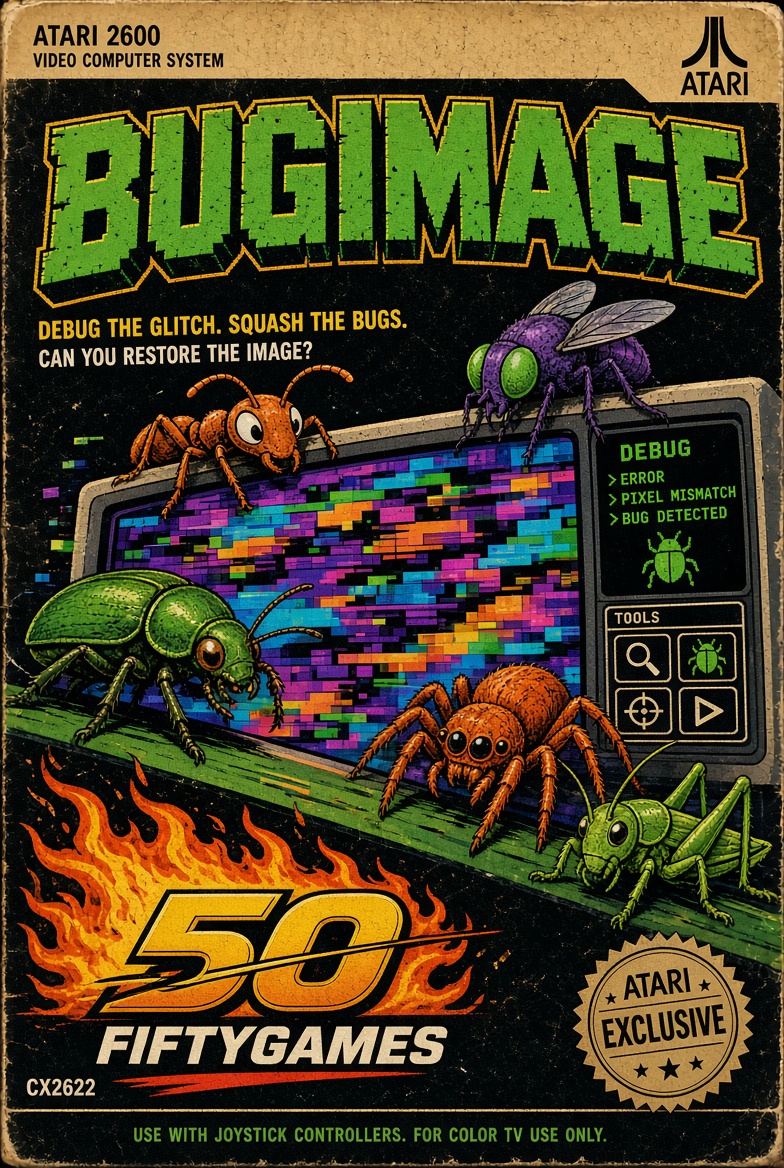 ATARI 2600
VIDEO COMPUTER SYSTEM
ATARI
BUGIMAGE
DEBUG THE GLITCH. SQUASH THE BUGS.
CAN YOU RESTORE THE IMAGE?
DEBUG
>ERROR
>PIXEL MISMATCH
>BUG DETECTED
TOOLS
50
FIFTYGAMES
ATARI
EXCLUSIVE
CX2622
USE WITH JOYSTICK CONTROLLERS. FOR COLOR TV USE ONLY.